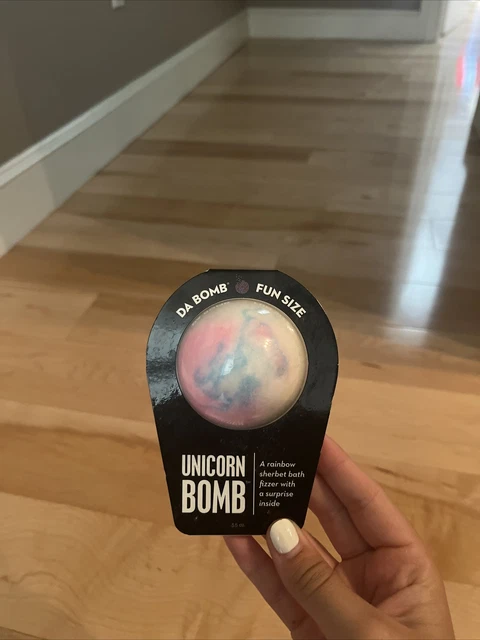 DA BOMB
FUN SIZE
UNICORN
BOMB
A rainbow
sherbet bath
fizzer with
a surprise
inside